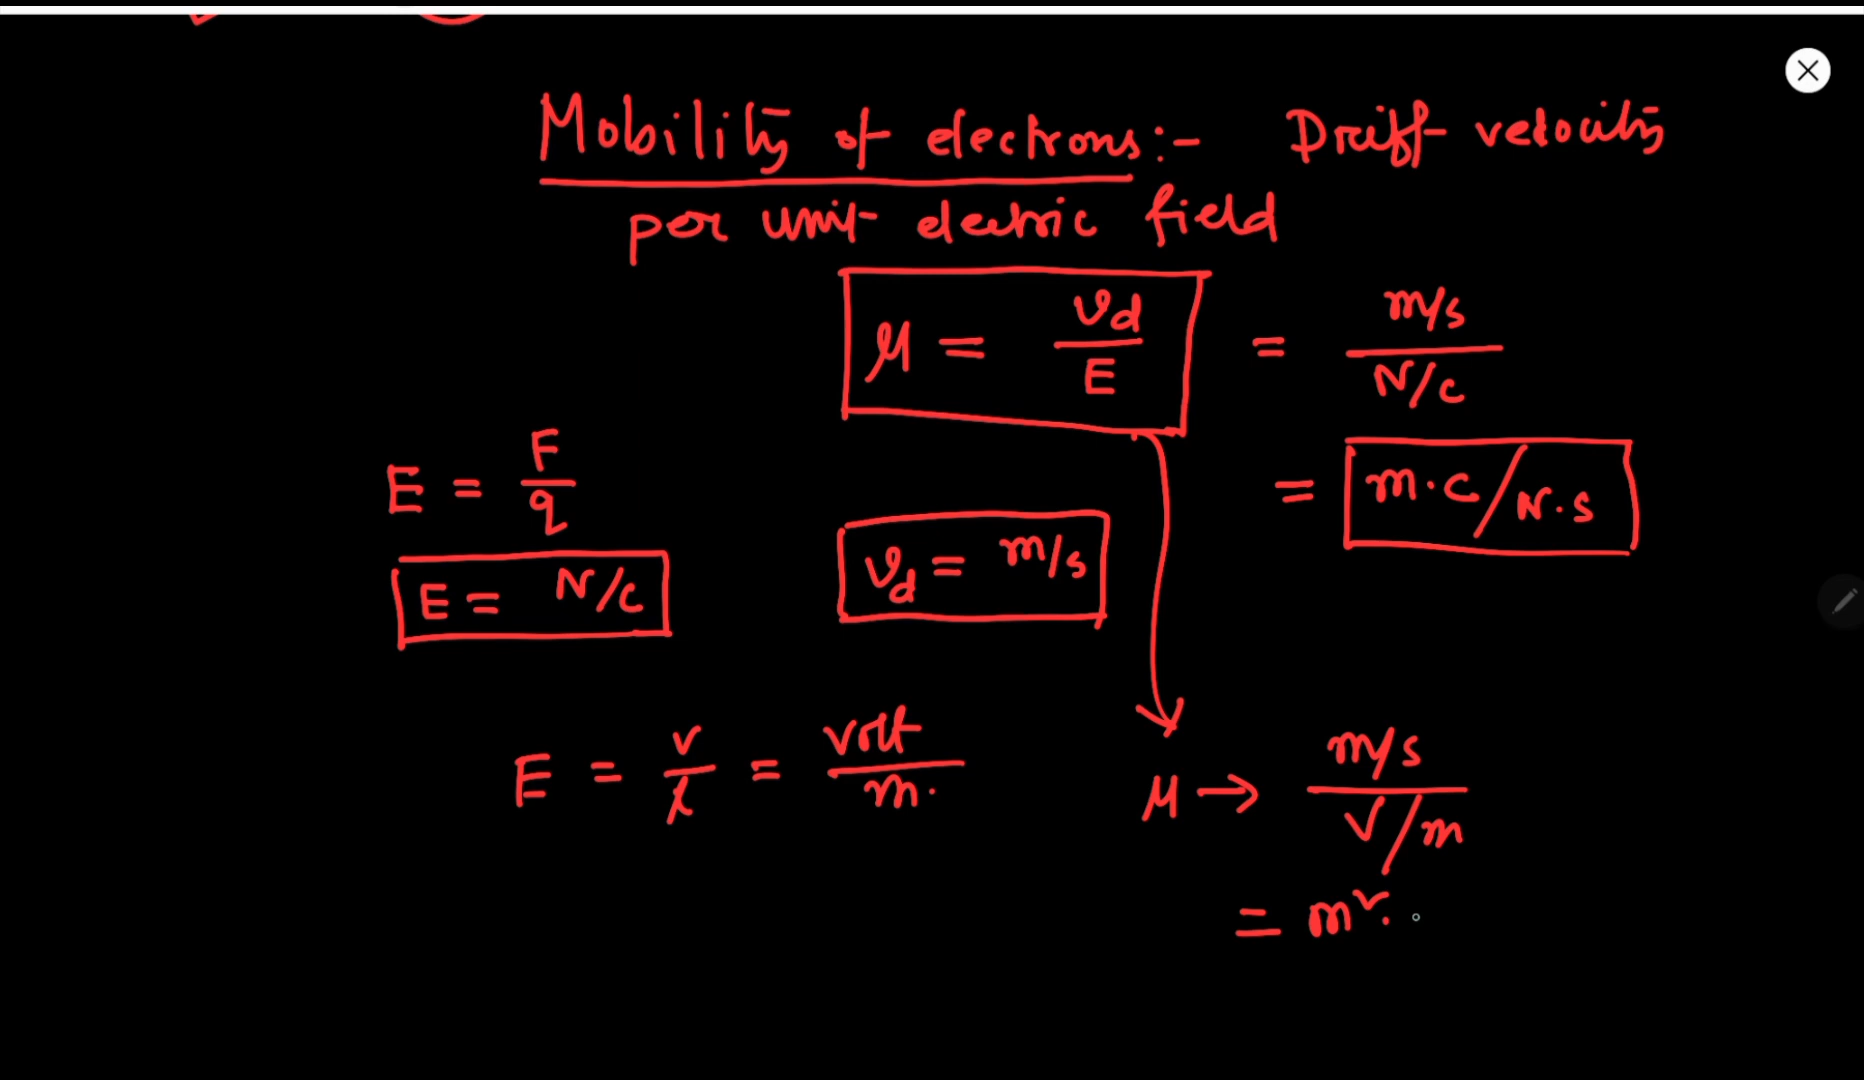 Mobility of electrons :- Drift velocity
per unit electric field
μ = vd/E = m/s / N/C
= m.c/N.s
E = F/q
E = N/C
vd = m/s
E = V/l = volt/m.
μ → m/s / V/m
= m².